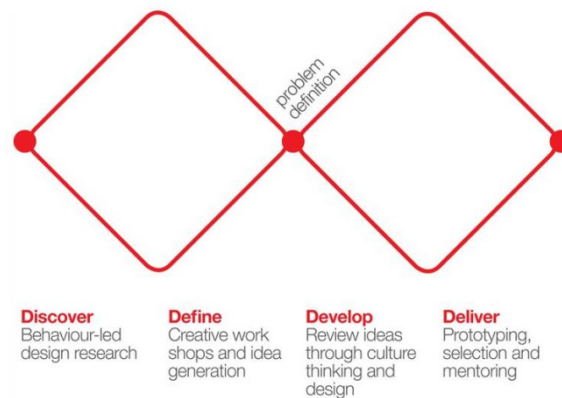 problem
definition
Discover
Behaviour-led
design research
Define
Creative work
shops and idea
generation
Develop
Review ideas
through culture
thinking and
design
Deliver
Prototyping,
selection and
mentoring